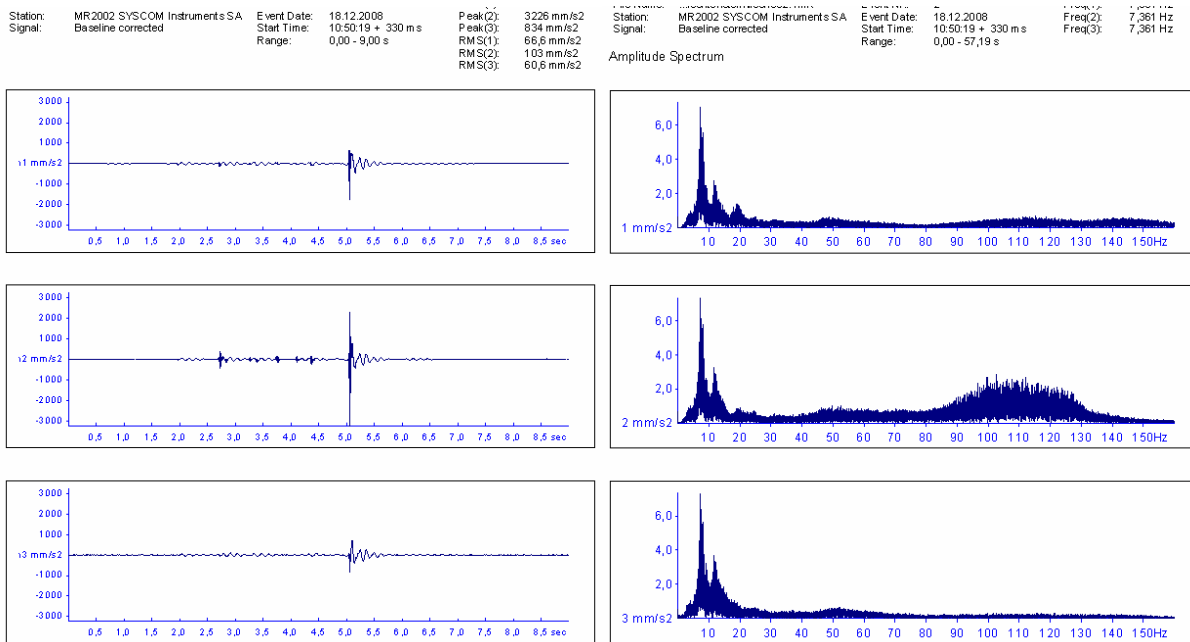 Station: MR2002 SYSCOM Instruments SA Event Date: 18.12.2008 Peak(2): 3226 mm/s2
Signal: Baseline corrected Start Time: 10:50:19 + 330 ms Peak(3): 834 mm/s2
Range: 0,00 - 9,00 s RMS(1): 66,6 mm/s2
RMS(2): 103 mm/s2
RMS(3): 60,6 mm/s2
3000
2000
1000
1 mm/s2
-1000
-2000
-3000
0,5 1,0 1,5 2,0 2,5 3,0 3,5 4,0 4,5 5,0 5,5 6,0 6,5 7,0 7,5 8,0 8,5 sec
3000
2000
1000
2 mm/s2
-1000
-2000
-3000
0,5 1,0 1,5 2,0 2,5 3,0 3,5 4,0 4,5 5,0 5,5 6,0 6,5 7,0 7,5 8,0 8,5 sec
3000
2000
1000
3 mm/s2
-1000
-2000
-3000
0,5 1,0 1,5 2,0 2,5 3,0 3,5 4,0 4,5 5,0 5,5 6,0 6,5 7,0 7,5 8,0 8,5 sec
Station: MR2002 SYSCOM Instruments SA Event Date: 18.12.2008 Freq(2): 7,361 Hz
Signal: Baseline corrected Start Time: 10:50:19 + 330 ms Freq(3): 7,361 Hz
Range: 0,00 - 57,19 s
Amplitude Spectrum
6,0
4,0
2,0
1 mm/s2
10 20 30 40 50 60 70 80 90 100 110 120 130 140 150Hz
6,0
4,0
2,0
2 mm/s2
10 20 30 40 50 60 70 80 90 100 110 120 130 140 150Hz
6,0
4,0
2,0
3 mm/s2
10 20 30 40 50 60 70 80 90 100 110 120 130 140 150Hz